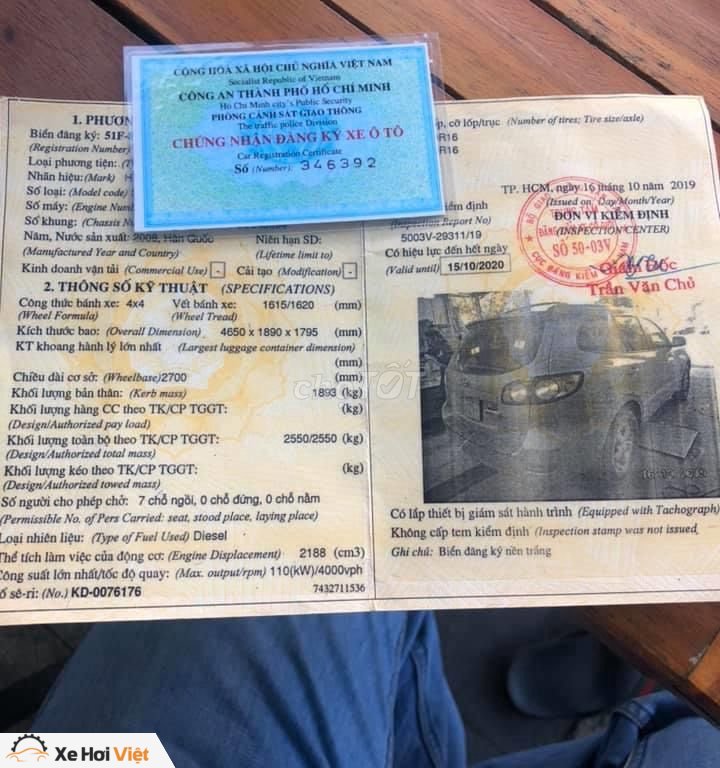 CỘNG HÒA XÃ HỘI CHỦ NGHĨA VIỆT NAM
Socialist Republic of Vietnam
CÔNG AN THÀNH PHỐ HỒ CHÍ MINH
Ho Chi Minh city's Public Security
PHÒNG CẢNH SÁT GIAO THÔNG
The traffic police Division
CHỨNG NHẬN ĐĂNG KÝ XE Ô TÔ
Car Registration Certificate
Số (Number): 346392
1. PHƯƠN
Biển đăng ký: 51F-
(Registration Number)
Loại phương tiện:
Nhãn hiệu: (Mark) H
Số loại: (Model code)
Số máy: (Engine Numb
Số khung: (Chassis N
Năm, Nước sản xuất: 2008, Hàn Quốc Niên hạn SD:
(Manufactured Year and Country) (Lifetime limit to)
Kinh doanh vận tải (Commercial Use) - Cải tạo (Modification) -
2. THÔNG SỐ KỸ THUẬT (SPECIFICATIONS)
Công thức bánh xe: 4x4 Vết bánh xe: 1615/1620 (mm)
(Wheel Formula) (Wheel Tread)
Kích thước bao: (Overall Dimension) 4650 x 1890 x 1795 (mm)
KT khoang hành lý lớn nhất (Largest luggage container dimension)
(mm)
Chiều dài cơ sở: (Wheelbase) 2700 (mm)
Khối lượng bản thân: (Kerb mass) 1893 (kg)
Khối lượng hàng CC theo TK/CP TGGT: (kg)
(Design/Authorized pay load)
Khối lượng toàn bộ theo TK/CP TGGT: 2550/2550 (kg)
(Design/Authorized total mass)
Khối lượng kéo theo TK/CP TGGT: (kg)
(Design/Authorized towed mass)
Số người cho phép chở: 7 chỗ ngồi, 0 chỗ đứng, 0 chỗ nằm
(Permissible No. of Pers Carried: seat, stood place, laying place)
Loại nhiên liệu: (Type of Fuel Used) Diesel
Thể tích làm việc của động cơ: (Engine Displacement) 2188 (cm3)
Công suất lớn nhất/tốc độ quay: (Max. output/rpm) 110(kW)/4000vph
ố sê-ri: (No.) KD-0076176 7432711536
p, cỡ lốp/trục (Number of tires; Tire size/axle)
R16
R16
TP. HCM, ngày 16 tháng 10 năm 2019
(Issued on: Day/Month/Year)
ểm định
(Inspection Report No)
5003V-29311/19
ĐƠN VỊ KIỂM ĐỊNH
(INSPECTION CENTER)
Có hiệu lực đến hết ngày
(Valid until) 15/10/2020
SỐ 50-03V
CỤC ĐĂNG KIỂM VIỆT NAM
Giám Đốc
Trần Văn Chủ
chợTỐT
Có lắp thiết bị giám sát hành trình (Equipped with Tachograph)
Không cấp tem kiểm định (Inspection stamp was not issued
Ghi chú: Biển đăng ký nền trắng
Xe Hơi Việt